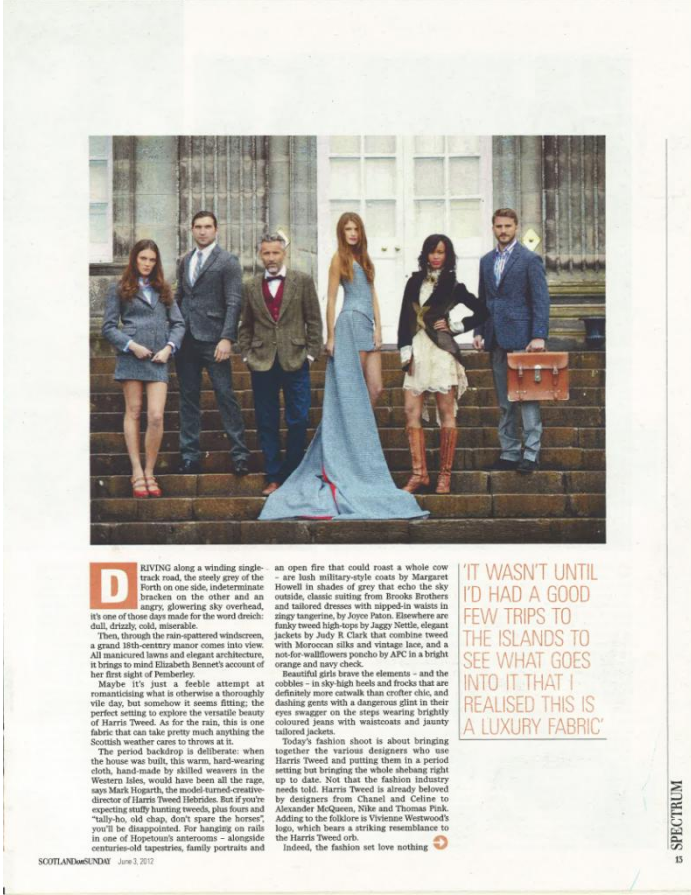 DRIVING along a winding single-
track road, the steely grey of the
Forth on one side, indeterminate
bracken on the other and an
angry, glowering sky overhead,
it's one of those days made for the word dreich:
dull, drizzly, cold, miserable.
Then, through the rain-spattered windscreen,
a grand 18th-century manor comes into view.
All manicured lawns and elegant architecture,
it brings to mind Elizabeth Bennet's account of
her first sight of Pemberley.
Maybe it's just a feeble attempt at
romanticising what is otherwise a thoroughly
vile day, but somehow it seems fitting; the
perfect setting to explore the versatile beauty
of Harris Tweed. As for the rain, this is one
fabric that can take pretty much anything the
Scottish weather cares to throws at it.
The period backdrop is deliberate: when
the house was built, this warm, hard-wearing
cloth, hand-made by skilled weavers in the
Western Isles, would have been all the rage,
says Mark Hogarth, the model-turned-creative-
director of Harris Tweed Hebrides. But if you're
expecting stuffy hunting tweeds, plus fours and
"tally-ho, old chap, don't spare the horses",
you'll be disappointed. For hanging on rails
in one of Hopetoun's anterooms – alongside
centuries-old tapestries, family portraits and
an open fire that could roast a whole cow
– are lush military-style coats by Margaret
Howell in shades of grey that echo the sky
outside, classic suiting from Brooks Brothers
and tailored dresses with nipped-in waists in
zingy tangerine, by Joyce Paton. Elsewhere are
funky tweed high-tops by Jaggy Nettle, elegant
jackets by Judy R Clark that combine tweed
with Moroccan silks and vintage lace, and a
not-for-wallflowers poncho by APC in a bright
orange and navy check.
Beautiful girls brave the elements – and the
cobbles – in sky-high heels and frocks that are
definitely more catwalk than crofter chic, and
dashing gents with a dangerous glint in their
eyes swagger on the steps wearing brightly
coloured jeans with waistcoats and jaunty
tailored jackets.
Today's fashion shoot is about bringing
together the various designers who use
Harris Tweed and putting them in a period
setting but bringing the whole shebang right
up to date. Not that the fashion industry
needs told. Harris Tweed is already beloved
by designers from Chanel and Celine to
Alexander McQueen, Nike and Thomas Pink.
Adding to the folklore is Vivienne Westwood's
logo, which bears a striking resemblance to
the Harris Tweed orb.
Indeed, the fashion set love nothing
'IT WASN'T UNTIL
I'D HAD A GOOD
FEW TRIPS TO
THE ISLANDS TO
SEE WHAT GOES
INTO IT THAT I
REALISED THIS IS
A LUXURY FABRIC'
SPECTRUM
SCOTLAND ON SUNDAY June 3, 2012
15